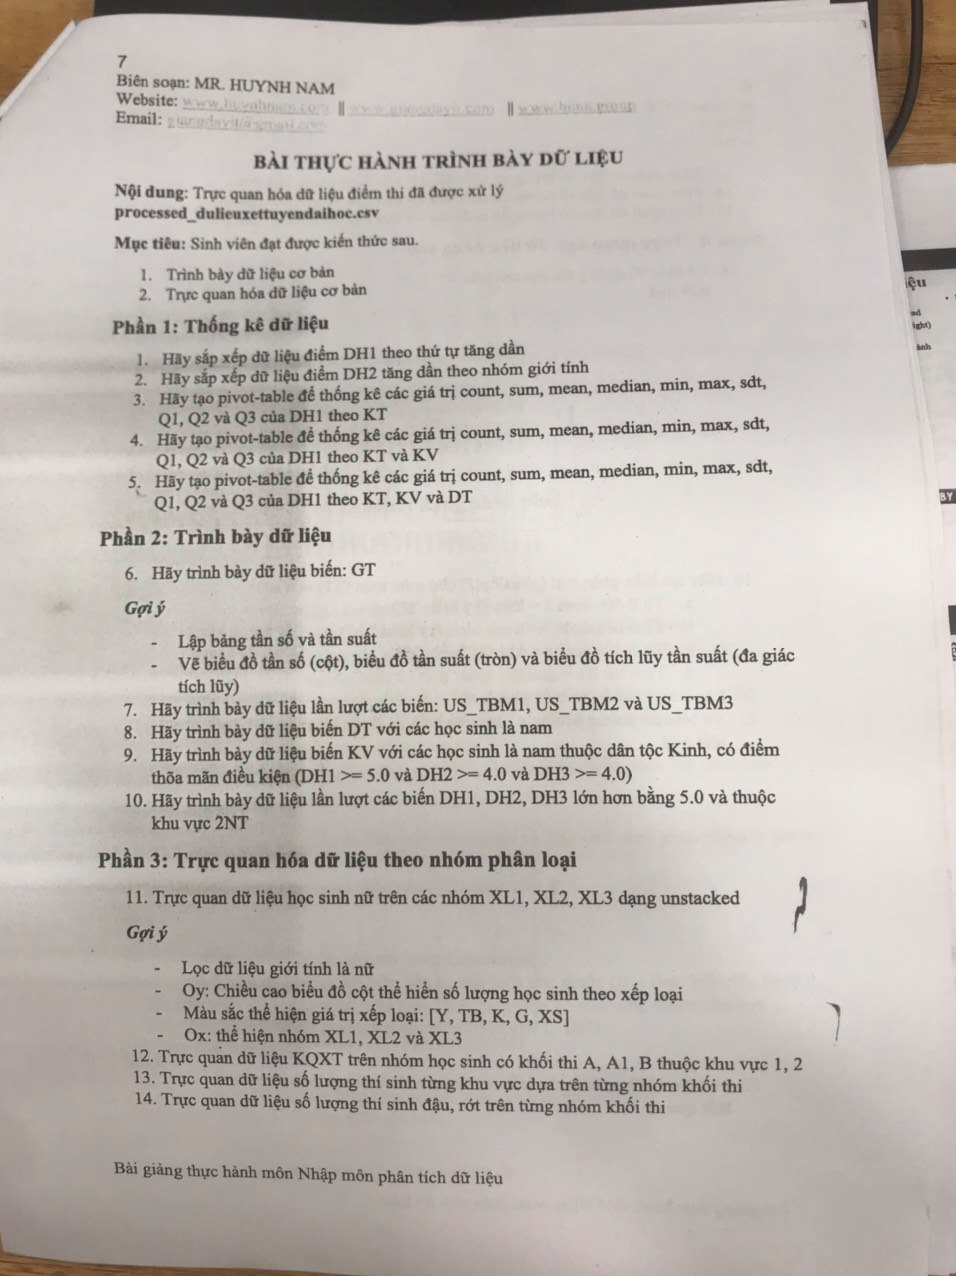 7
Biên soạn: MR. HUYNH NAM
Website: || ||
Email:
BÀI THỰC HÀNH TRÌNH BÀY DỮ LIỆU
Nội dung: Trực quan hóa dữ liệu điểm thi đã được xử lý
processed_dulieuxettuyendaihoc.csv
Mục tiêu: Sinh viên đạt được kiến thức sau.
1. Trình bày dữ liệu cơ bản
2. Trực quan hóa dữ liệu cơ bản
Phần 1: Thống kê dữ liệu
1. Hãy sắp xếp dữ liệu điểm DH1 theo thứ tự tăng dần
2. Hãy sắp xếp dữ liệu điểm DH2 tăng dần theo nhóm giới tính
3. Hãy tạo pivot-table để thống kê các giá trị count, sum, mean, median, min, max, sdt,
Q1, Q2 và Q3 của DH1 theo KT
4. Hãy tạo pivot-table để thống kê các giá trị count, sum, mean, median, min, max, sdt,
Q1, Q2 và Q3 của DH1 theo KT và KV
5. Hãy tạo pivot-table để thống kê các giá trị count, sum, mean, median, min, max, sdt,
Q1, Q2 và Q3 của DH1 theo KT, KV và DT
Phần 2: Trình bày dữ liệu
6. Hãy trình bày dữ liệu biến: GT
Gợi ý
- Lập bảng tần số và tần suất
- Vẽ biểu đồ tần số (cột), biểu đồ tần suất (tròn) và biểu đồ tích lũy tần suất (đa giác
tích lũy)
7. Hãy trình bày dữ liệu lần lượt các biến: US_TBM1, US_TBM2 và US_TBM3
8. Hãy trình bày dữ liệu biến DT với các học sinh là nam
9. Hãy trình bày dữ liệu biến KV với các học sinh là nam thuộc dân tộc Kinh, có điểm
thõa mãn điều kiện (DH1 >= 5.0 và DH2 >= 4.0 và DH3 >= 4.0)
10. Hãy trình bày dữ liệu lần lượt các biến DH1, DH2, DH3 lớn hơn bằng 5.0 và thuộc
khu vực 2NT
Phần 3: Trực quan hóa dữ liệu theo nhóm phân loại
11. Trực quan dữ liệu học sinh nữ trên các nhóm XL1, XL2, XL3 dạng unstacked
Gợi ý
- Lọc dữ liệu giới tính là nữ
- Oy: Chiều cao biểu đồ cột thể hiển số lượng học sinh theo xếp loại
- Màu sắc thể hiện giá trị xếp loại: [Y, TB, K, G, XS]
- Ox: thể hiện nhóm XL1, XL2 và XL3
12. Trực quan dữ liệu KQXT trên nhóm học sinh có khối thi A, A1, B thuộc khu vực 1, 2
13. Trực quan dữ liệu số lượng thí sinh từng khu vực dựa trên từng nhóm khối thi
14. Trực quan dữ liệu số lượng thí sinh đậu, rớt trên từng nhóm khối thi
Bài giảng thực hành môn Nhập môn phân tích dữ liệu